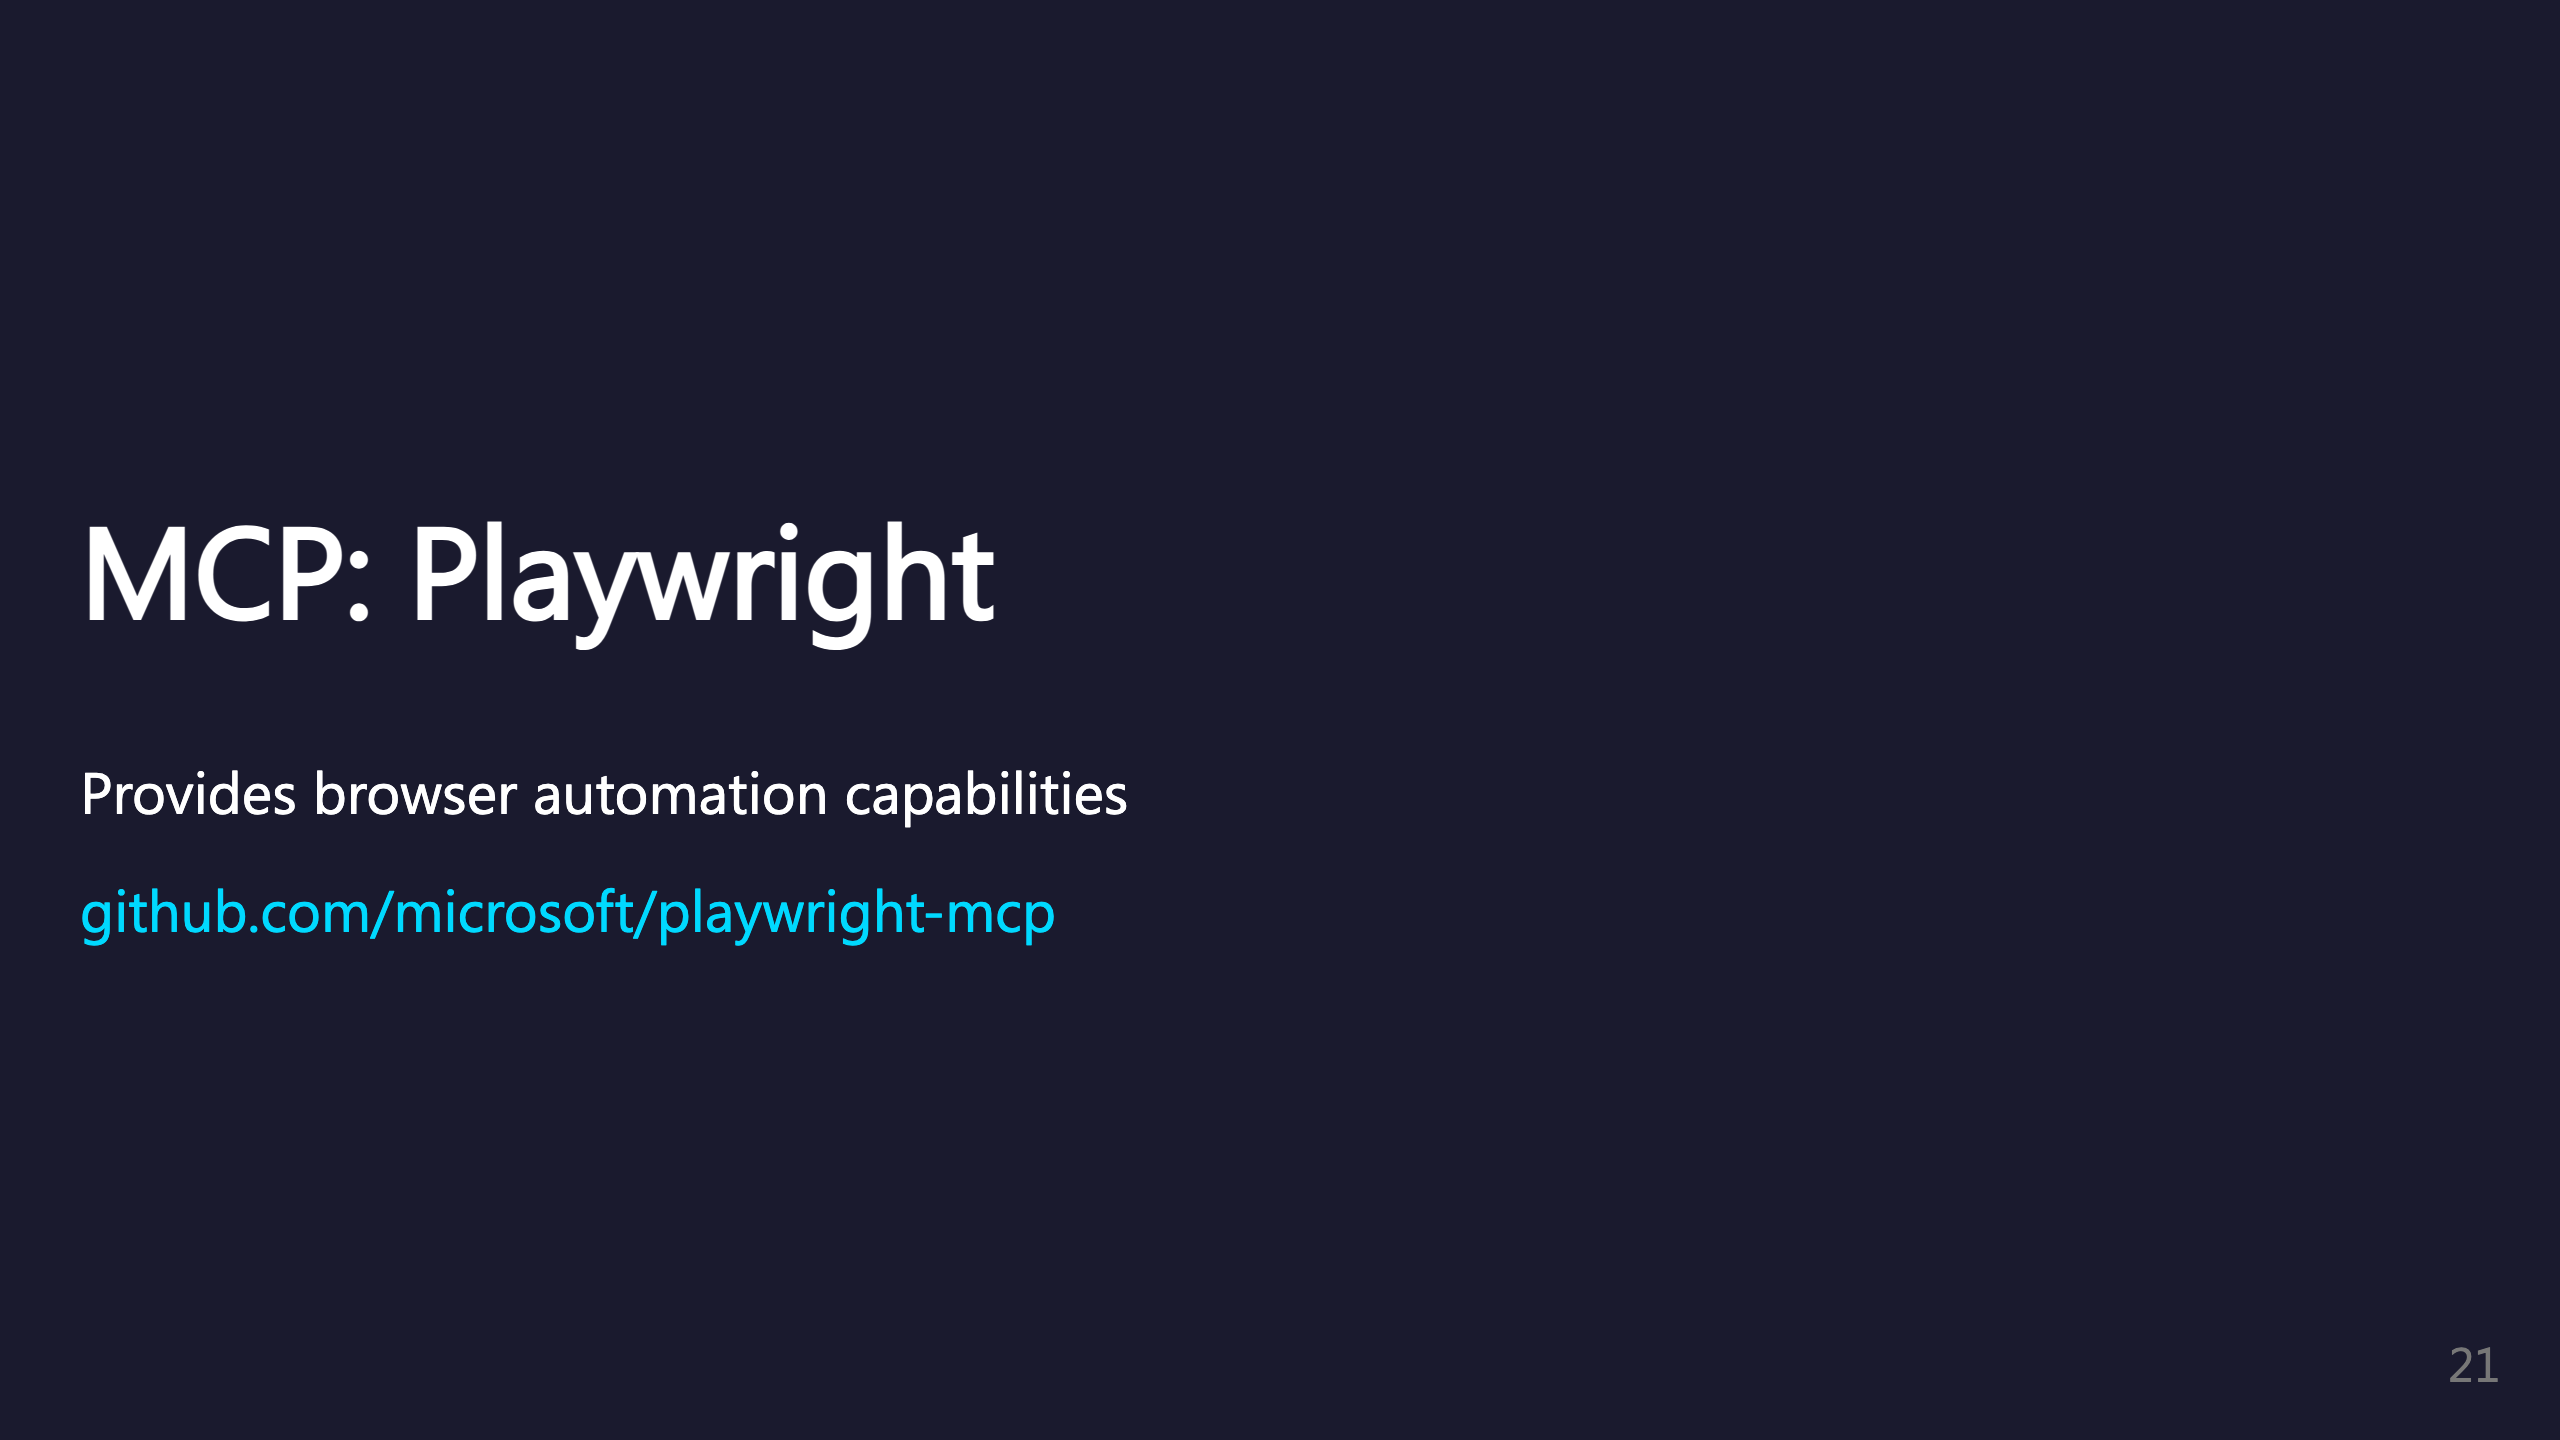 MCP: Playwright
Provides browser automation capabilities
github.com/microsoft/playwright-mcp
21